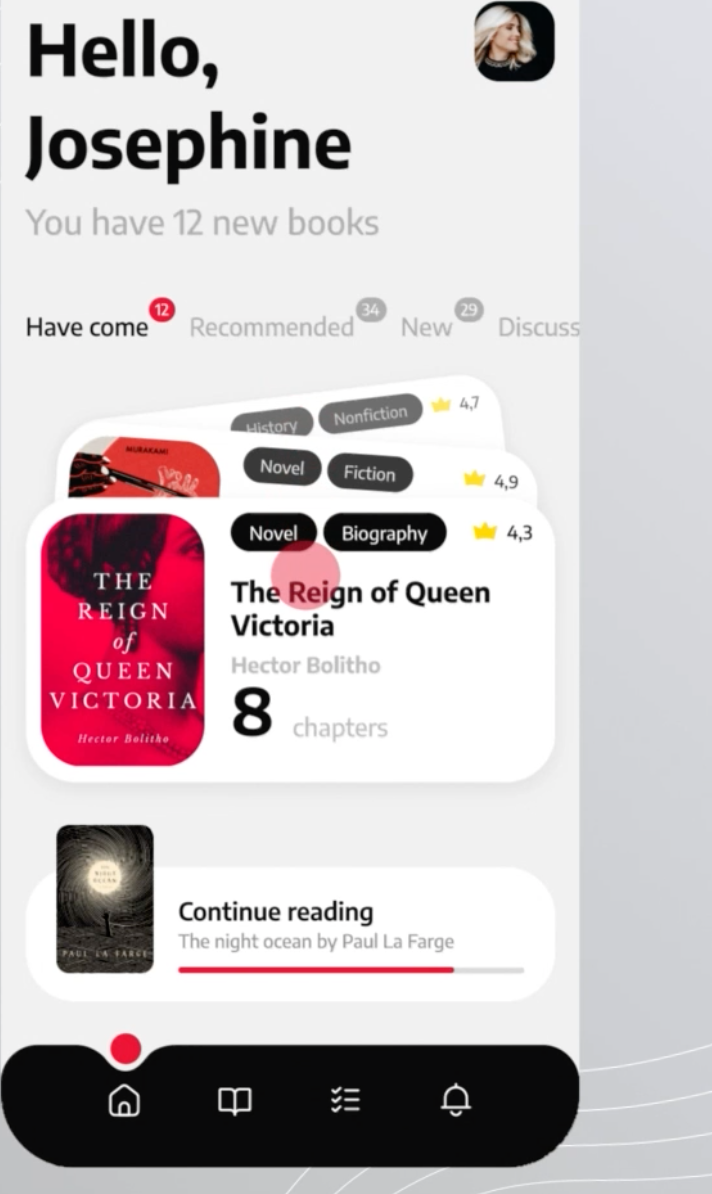 Hello,
Josephine
You have 12 new books
Have come 12 Recommended 34 New 29 Discuss
History Nonfiction 4,7
MURAKAMI
Novel Fiction 4,9
Novel Biography 4,3
THE
REIGN
of
QUEEN
VICTORIA
Hector Bolitho
The Reign of Queen
Victoria
Hector Bolitho
8 chapters
THE
NIGHT
OCEAN
PAUL LA FARGE
Continue reading
The night ocean by Paul La Farge